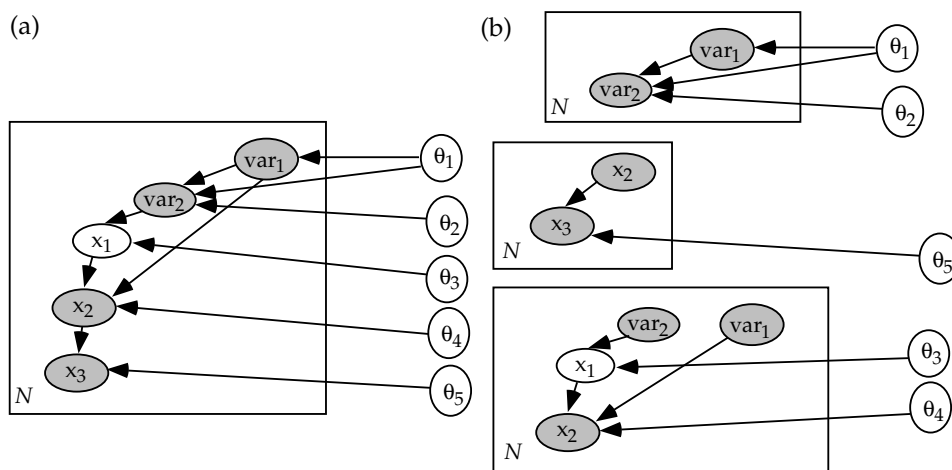 (a)
var₁
var₂
x₁
x₂
x₃
N
θ₁
θ₂
θ₃
θ₄
θ₅
(b)
var₁
var₂
N
θ₁
θ₂
x₂
x₃
N
θ₅
var₂
var₁
x₁
x₂
N
θ₃
θ₄